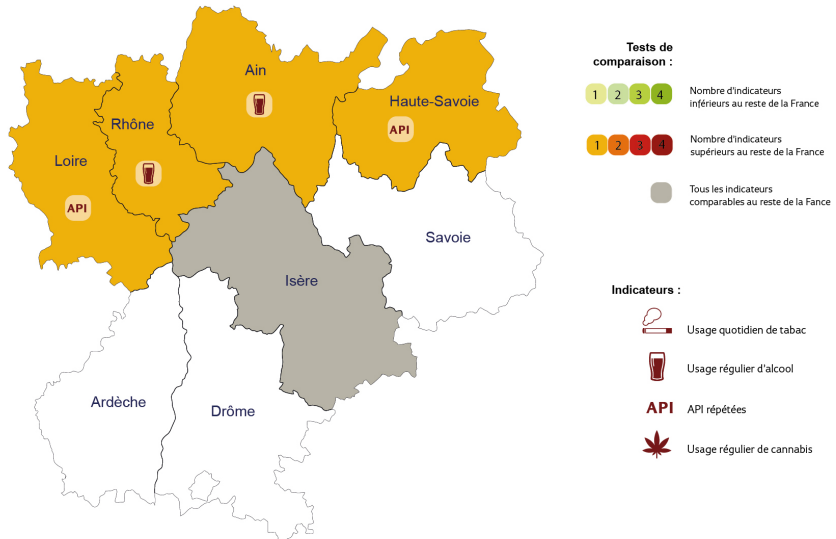 Ain
Haute-Savoie
API
Rhône
Loire
API
Savoie
Isère
Ardèche
Drôme
Tests de
comparaison :
1 2 3 4
Nombre d'indicateurs
inférieurs au reste de la France
1 2 3 4
Nombre d'indicateurs
supérieurs au reste de la France
Tous les indicateurs
comparables au reste de la Fance
Indicateurs :
Usage quotidien de tabac
Usage régulier d'alcool
API API répétées
Usage régulier de cannabis